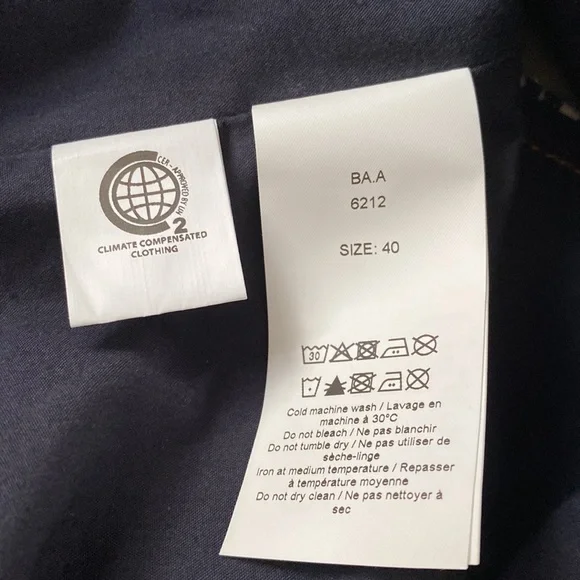 CER - APPROVED BY UN
2
CLIMATE COMPENSATED
CLOTHING
BA.A
6212
SIZE: 40
30
Cold machine wash / Lavage en
machine à 30°C
Do not bleach / Ne pas blanchir
Do not tumble dry / Ne pas utiliser de
sèche-linge
Iron at medium temperature / Repasser
à température moyenne
Do not dry clean / Ne pas nettoyer à
sec